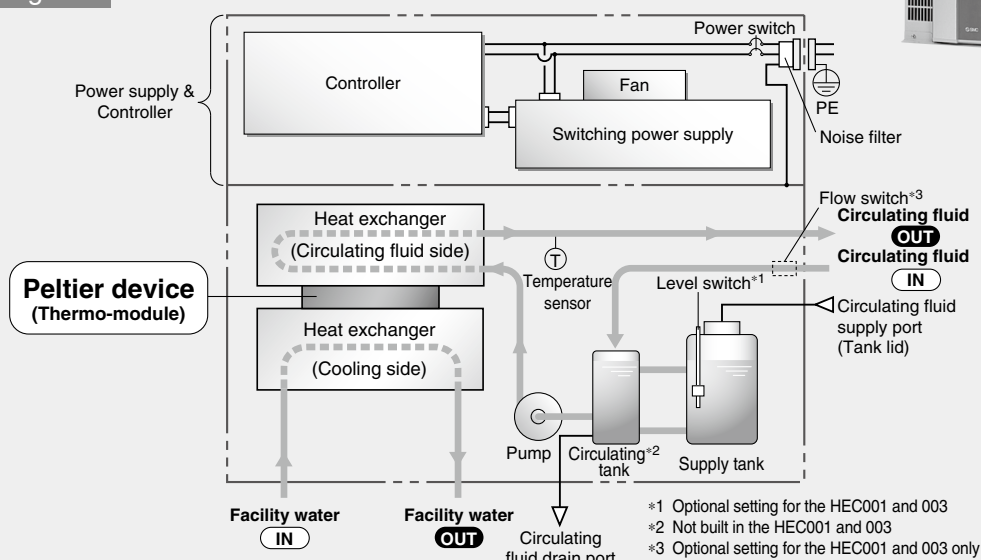 Power switch
Controller
Power supply &
Controller
Fan
PE
Switching power supply
Noise filter
Flow switch*3
Heat exchanger
Circulating fluid
OUT
(Circulating fluid side)
Circulating fluid
IN
T
Temperature
sensor
Level switch*1
Peltier device
(Thermo-module)
Circulating fluid
supply port
(Tank lid)
Heat exchanger
(Cooling side)
Pump
Circulating*2
tank
Supply tank
Facility water
IN
Facility water
OUT
Circulating
fluid drain port
*1 Optional setting for the HEC001 and 003
*2 Not built in the HEC001 and 003
*3 Optional setting for the HEC001 and 003 only